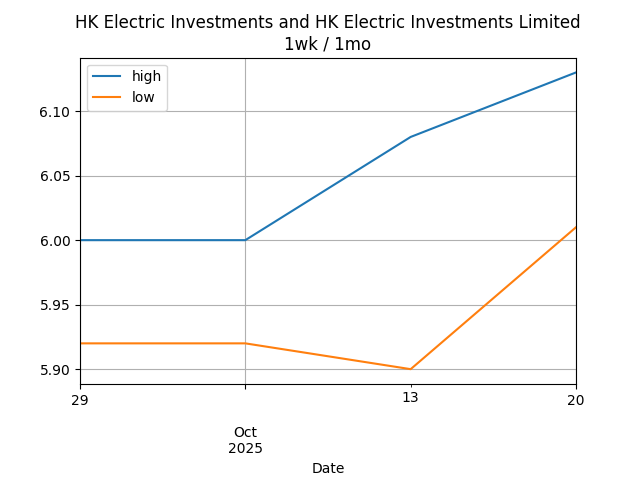 HK Electric Investments and HK Electric Investments Limited
1wk / 1mo
high
low
6.10
6.05
6.00
5.95
5.90
29
13
20
Oct
2025
Date